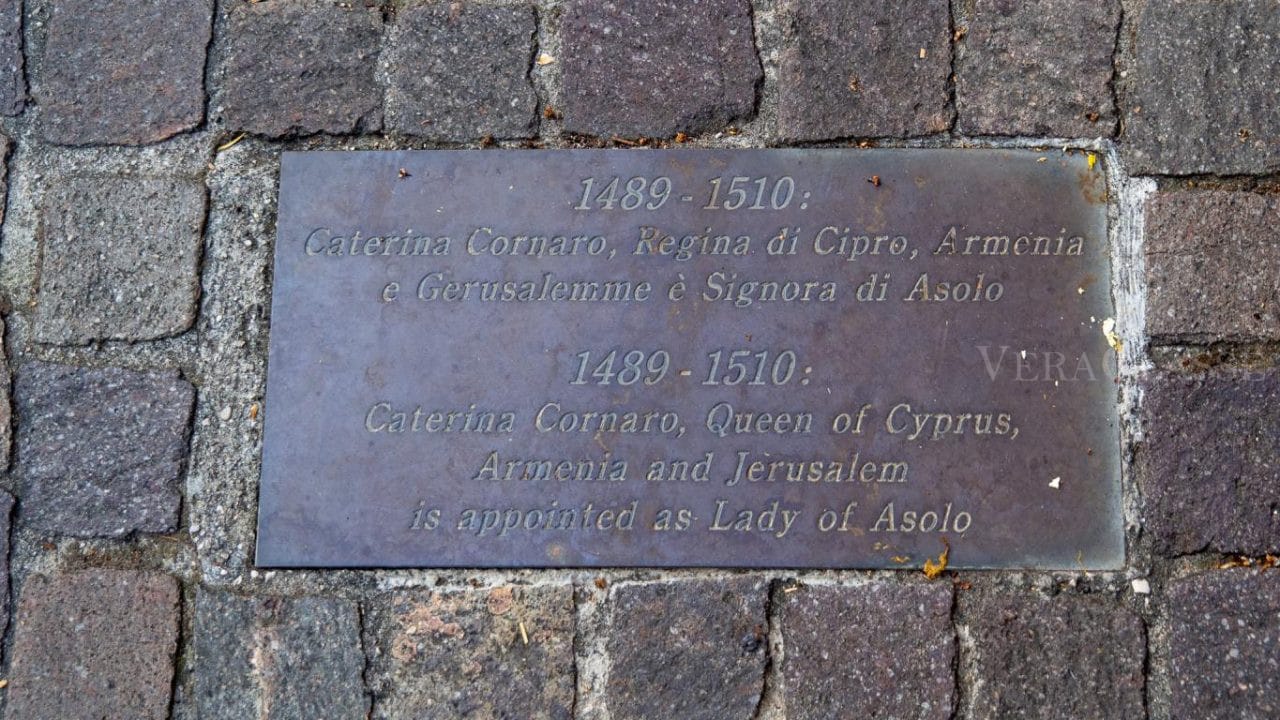 1489 - 1510:
Caterina Cornaro, Regina di Cipro, Armenia
e Gerusalemme è Signora di Asolo
1489 - 1510:
Caterina Cornaro, Queen of Cyprus,
Armenia and Jerusalem
is appointed as Lady of Asolo